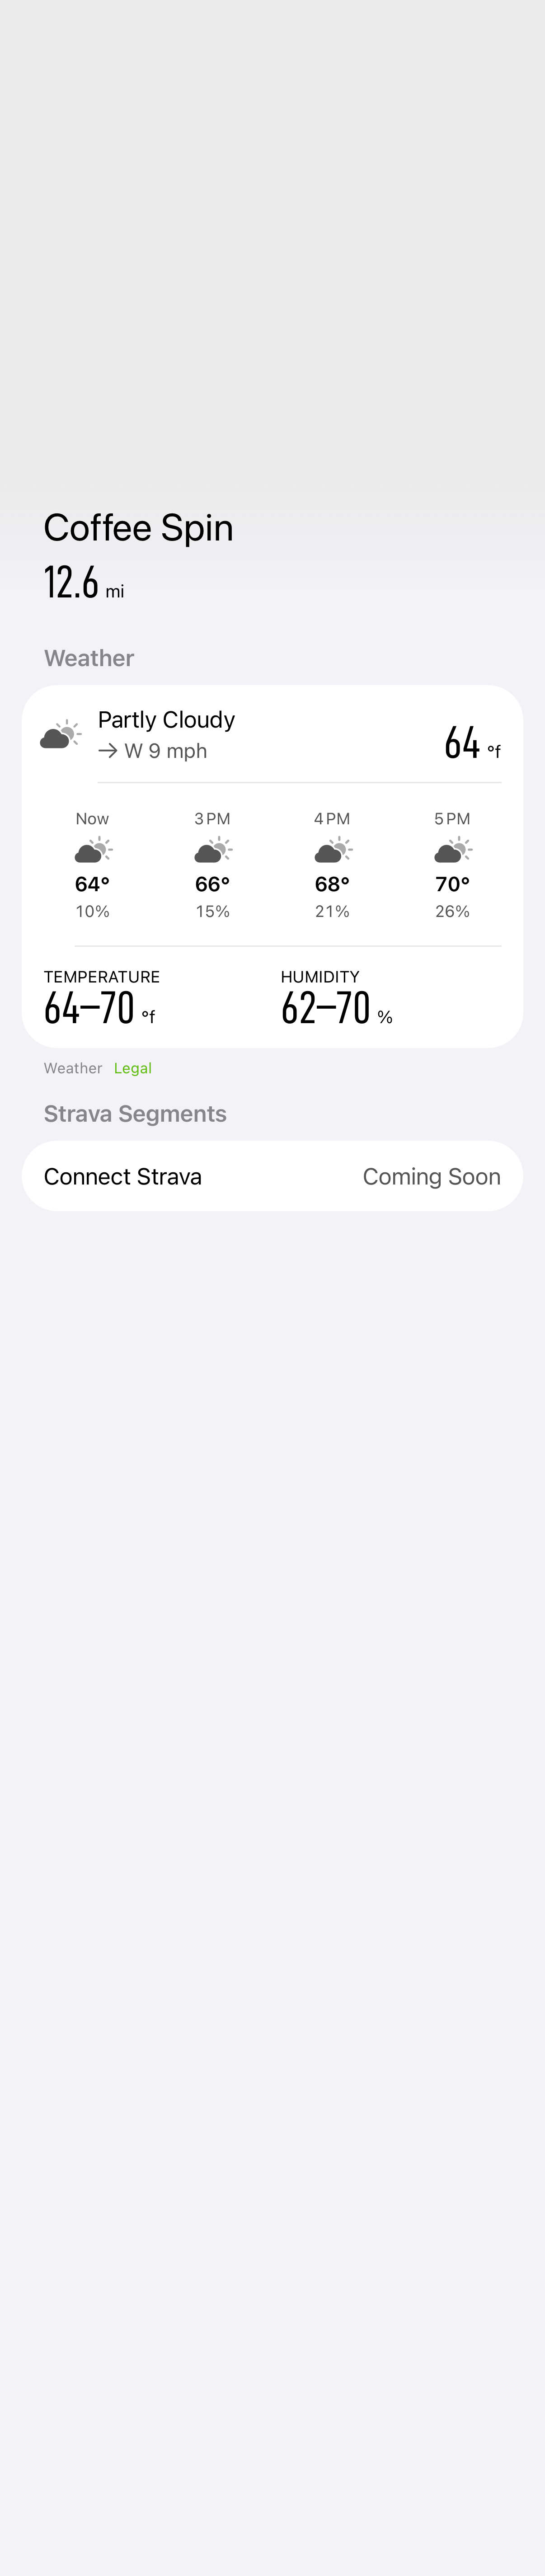 Coffee Spin
12.6 mi
Weather
Partly Cloudy
→ W 9 mph
64 °f
Now 3 PM 4 PM 5 PM
64° 66° 68° 70°
10% 15% 21% 26%
TEMPERATURE HUMIDITY
64–70 °f 62–70 %
Weather Legal
Strava Segments
Connect Strava Coming Soon